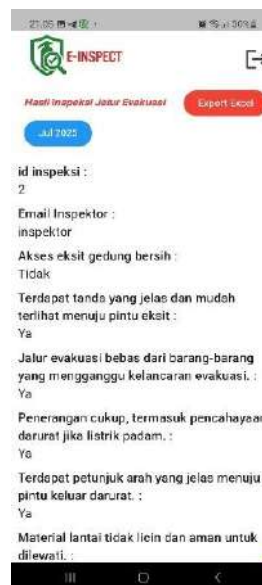 21.05
E-INSPECT
Hasil Inspeksi Jalur Evakuasi
Export Excel
Jul 2025
id inspeksi :
2
Email Inspektor :
inspektor
Akses eksit gedung bersih :
Tidak
Terdapat tanda yang jelas dan mudah
terlihat menuju pintu eksit :
Ya
Jalur evakuasi bebas dari barang-barang
yang mengganggu kelancaran evakuasi. :
Ya
Penerangan cukup, termasuk pencahayaan
darurat jika listrik padam. :
Ya
Terdapat petunjuk arah yang jelas menuju
pintu keluar darurat. :
Ya
Material lantai tidak licin dan aman untuk
dilewati. :